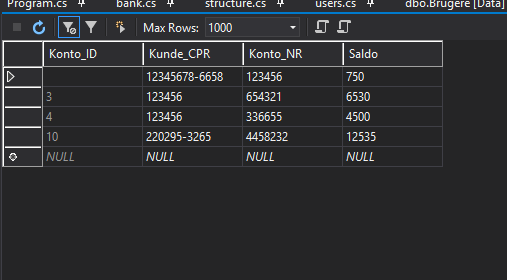 Program.cs bank.cs structure.cs users.cs dbo.Brugere [Data]
Max Rows: 1000
Konto_ID Kunde_CPR Konto_NR Saldo
12345678-6658 123456 750
3 123456 654321 6530
4 123456 336655 4500
10 220295-3265 4458232 12535
NULL NULL NULL NULL